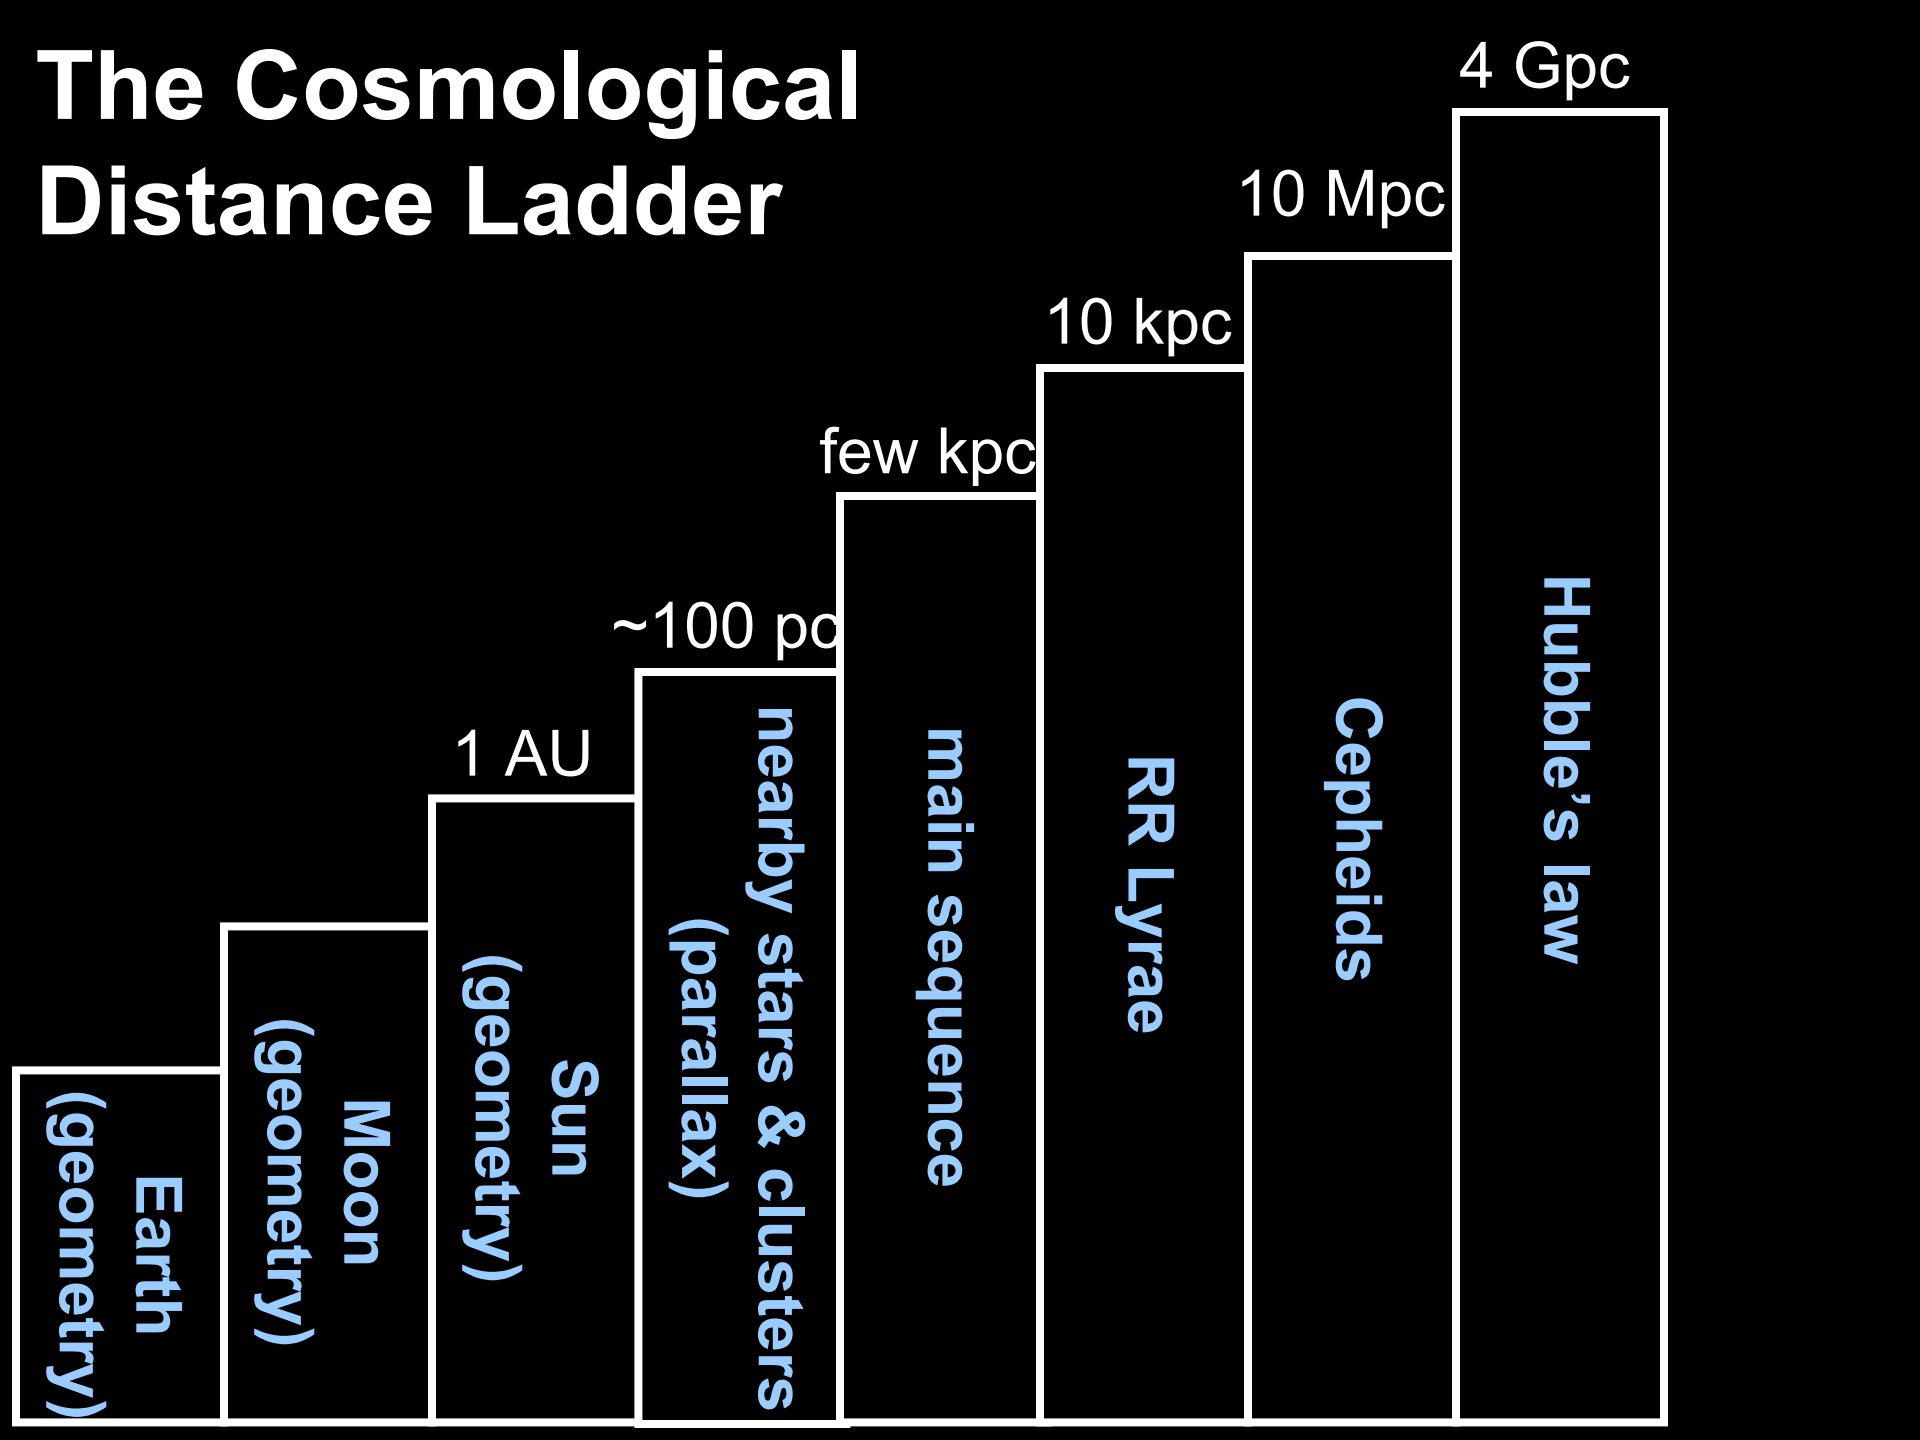 The Cosmological
Distance Ladder
4 Gpc
10 Mpc
10 kpc
few kpc
~100 pc
1 AU
Earth
(geometry)
Moon
(geometry)
Sun
(geometry)
nearby stars & clusters
(parallax)
main sequence
RR Lyrae
Cepheids
Hubble’s law